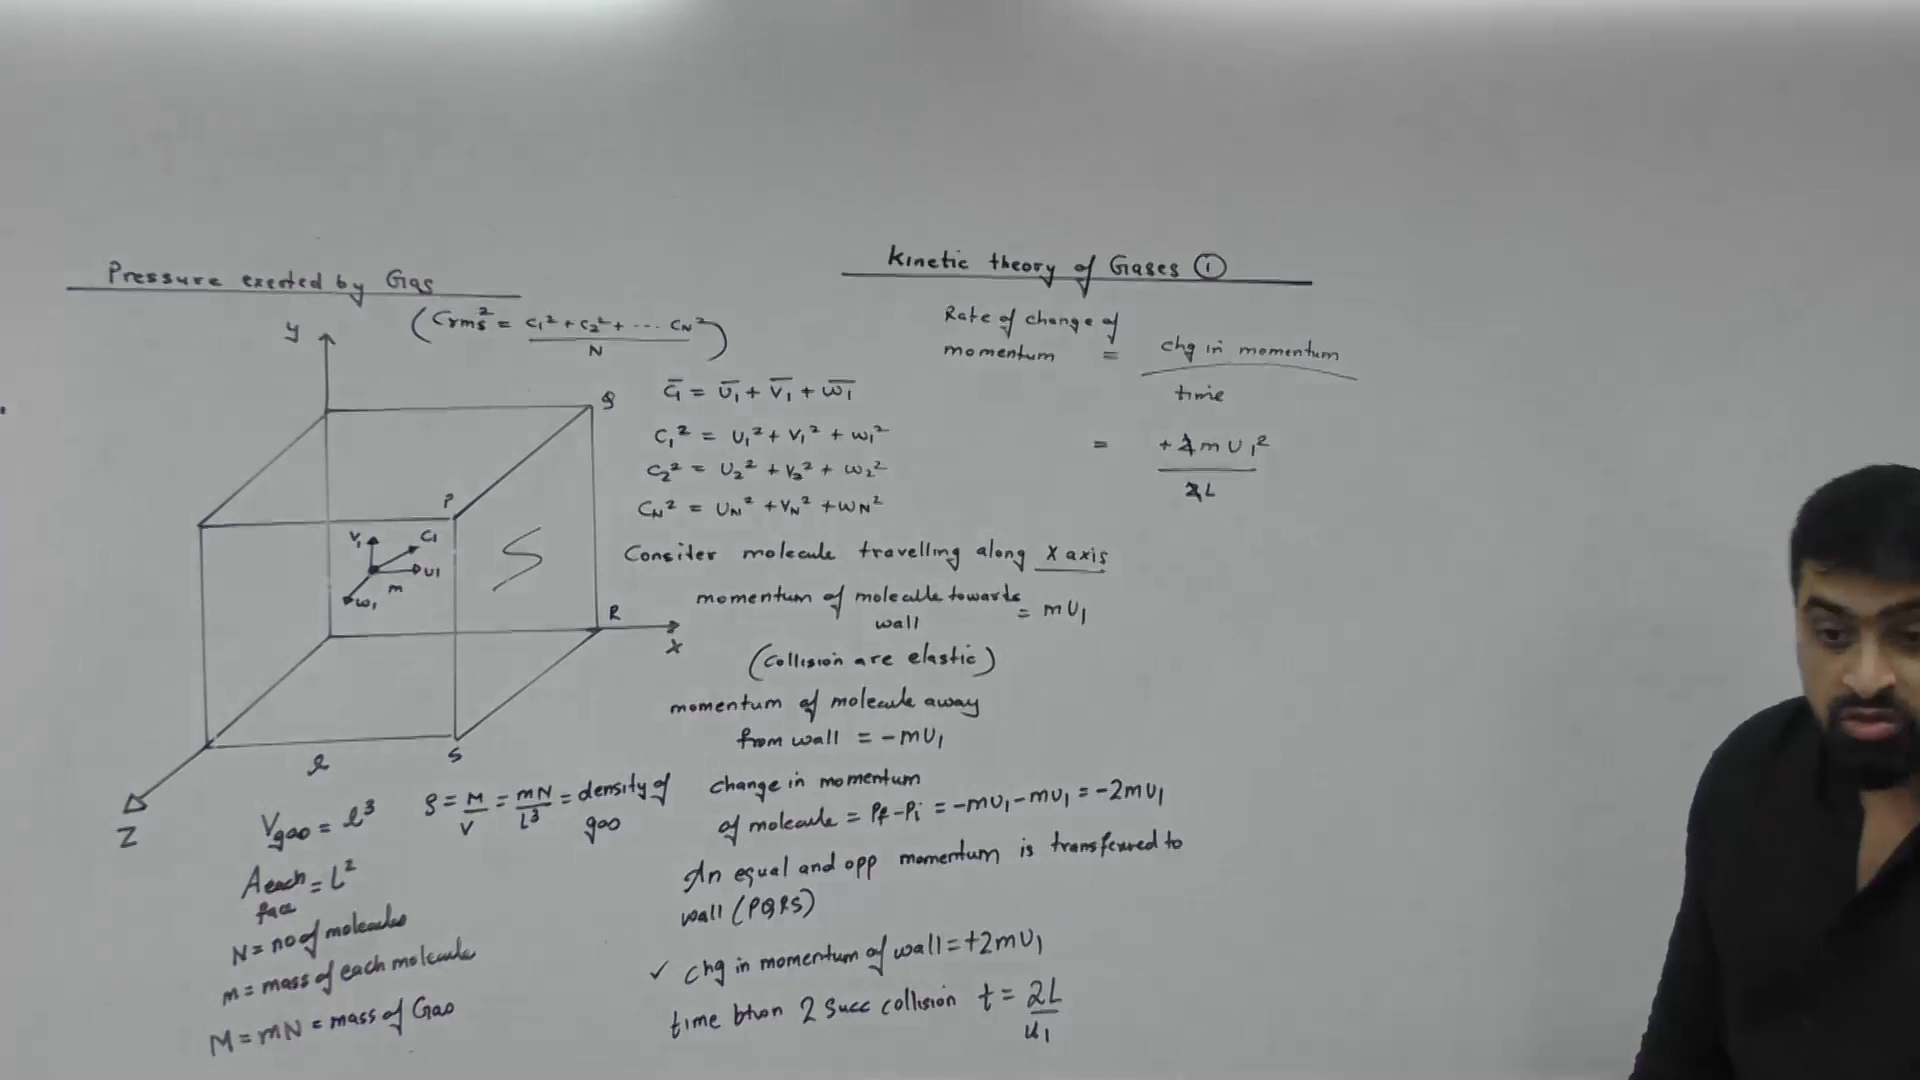 Pressure exerted by Gas
(Crms² = C₁² + C₂² + ... CN² / N)
y
Q
P
V₁
C₁
U₁
m
W₁
S
R
X
l
S
Z
Vgas = l³
ρ = M/V = mN/L³ = density of gas
Aeach face = L²
N = no of molecules
m = mass of each molecule
M = mN = mass of Gas
C̄₁ = Ū₁ + V̄₁ + W̄₁
C₁² = U₁² + V₁² + W₁²
C₂² = U₂² + V₂² + W₂²
CN² = UN² + VN² + WN²
Consiter molecule travelling along X axis
momentum of molecule towards wall = mU₁
(Collision are elastic)
momentum of molecule away
from wall = -mU₁
change in momentum
of molecule = Pf - Pi = -mU₁ - mU₁ = -2mU₁
An equal and opp momentum is transferred to
wall (PQRS)
✓ chg in momentum of wall = +2mU₁
time btwn 2 Succ collision t = 2L/u₁
Kinetic theory of Gases ①
Rate of change of
momentum = chg in momentum / time
= +2mU₁² / 2L